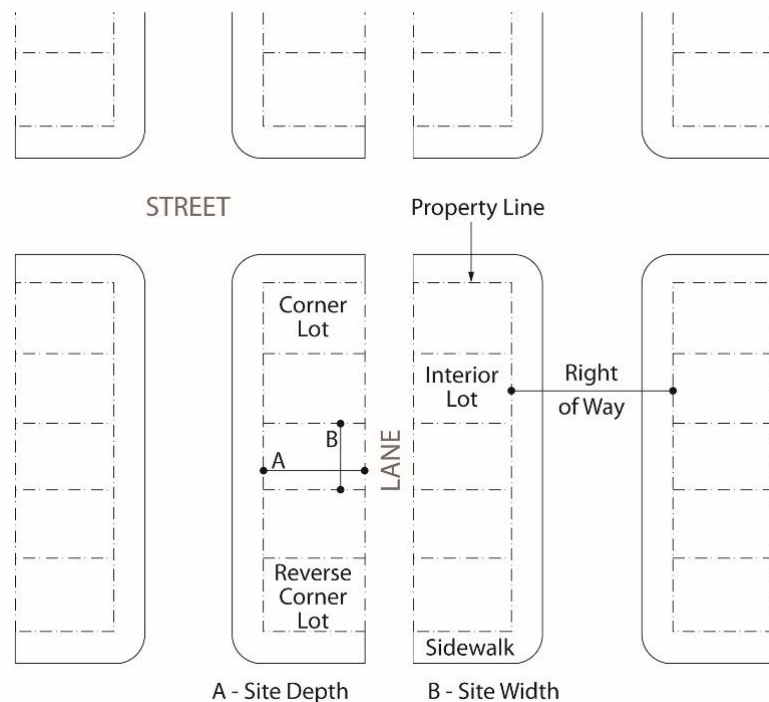 STREET
Property Line
Corner
Lot
Interior
Lot
Right
of Way
B
A
LANE
Reverse
Corner
Lot
Sidewalk
A - Site Depth
B - Site Width